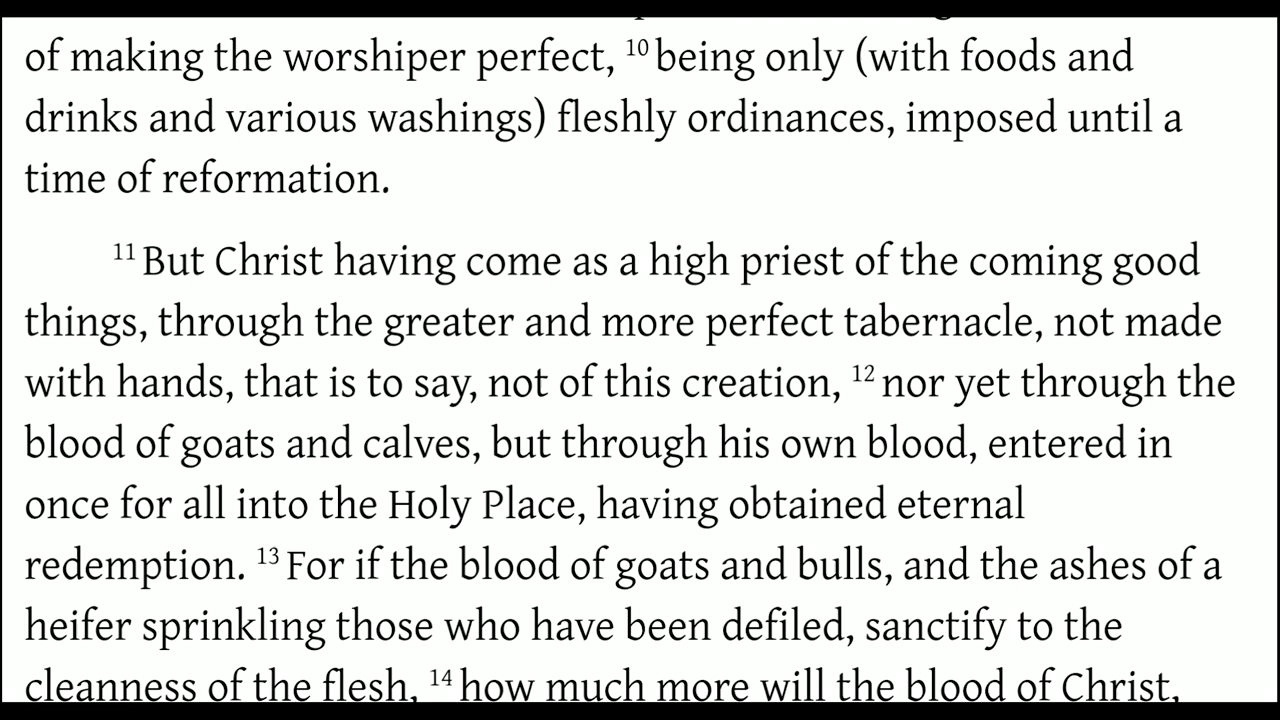 of making the worshiper perfect, 10 being only (with foods and
drinks and various washings) fleshly ordinances, imposed until a
time of reformation.
11 But Christ having come as a high priest of the coming good
things, through the greater and more perfect tabernacle, not made
with hands, that is to say, not of this creation, 12 nor yet through the
blood of goats and calves, but through his own blood, entered in
once for all into the Holy Place, having obtained eternal
redemption. 13 For if the blood of goats and bulls, and the ashes of a
heifer sprinkling those who have been defiled, sanctify to the
cleanness of the flesh, 14 how much more will the blood of Christ,